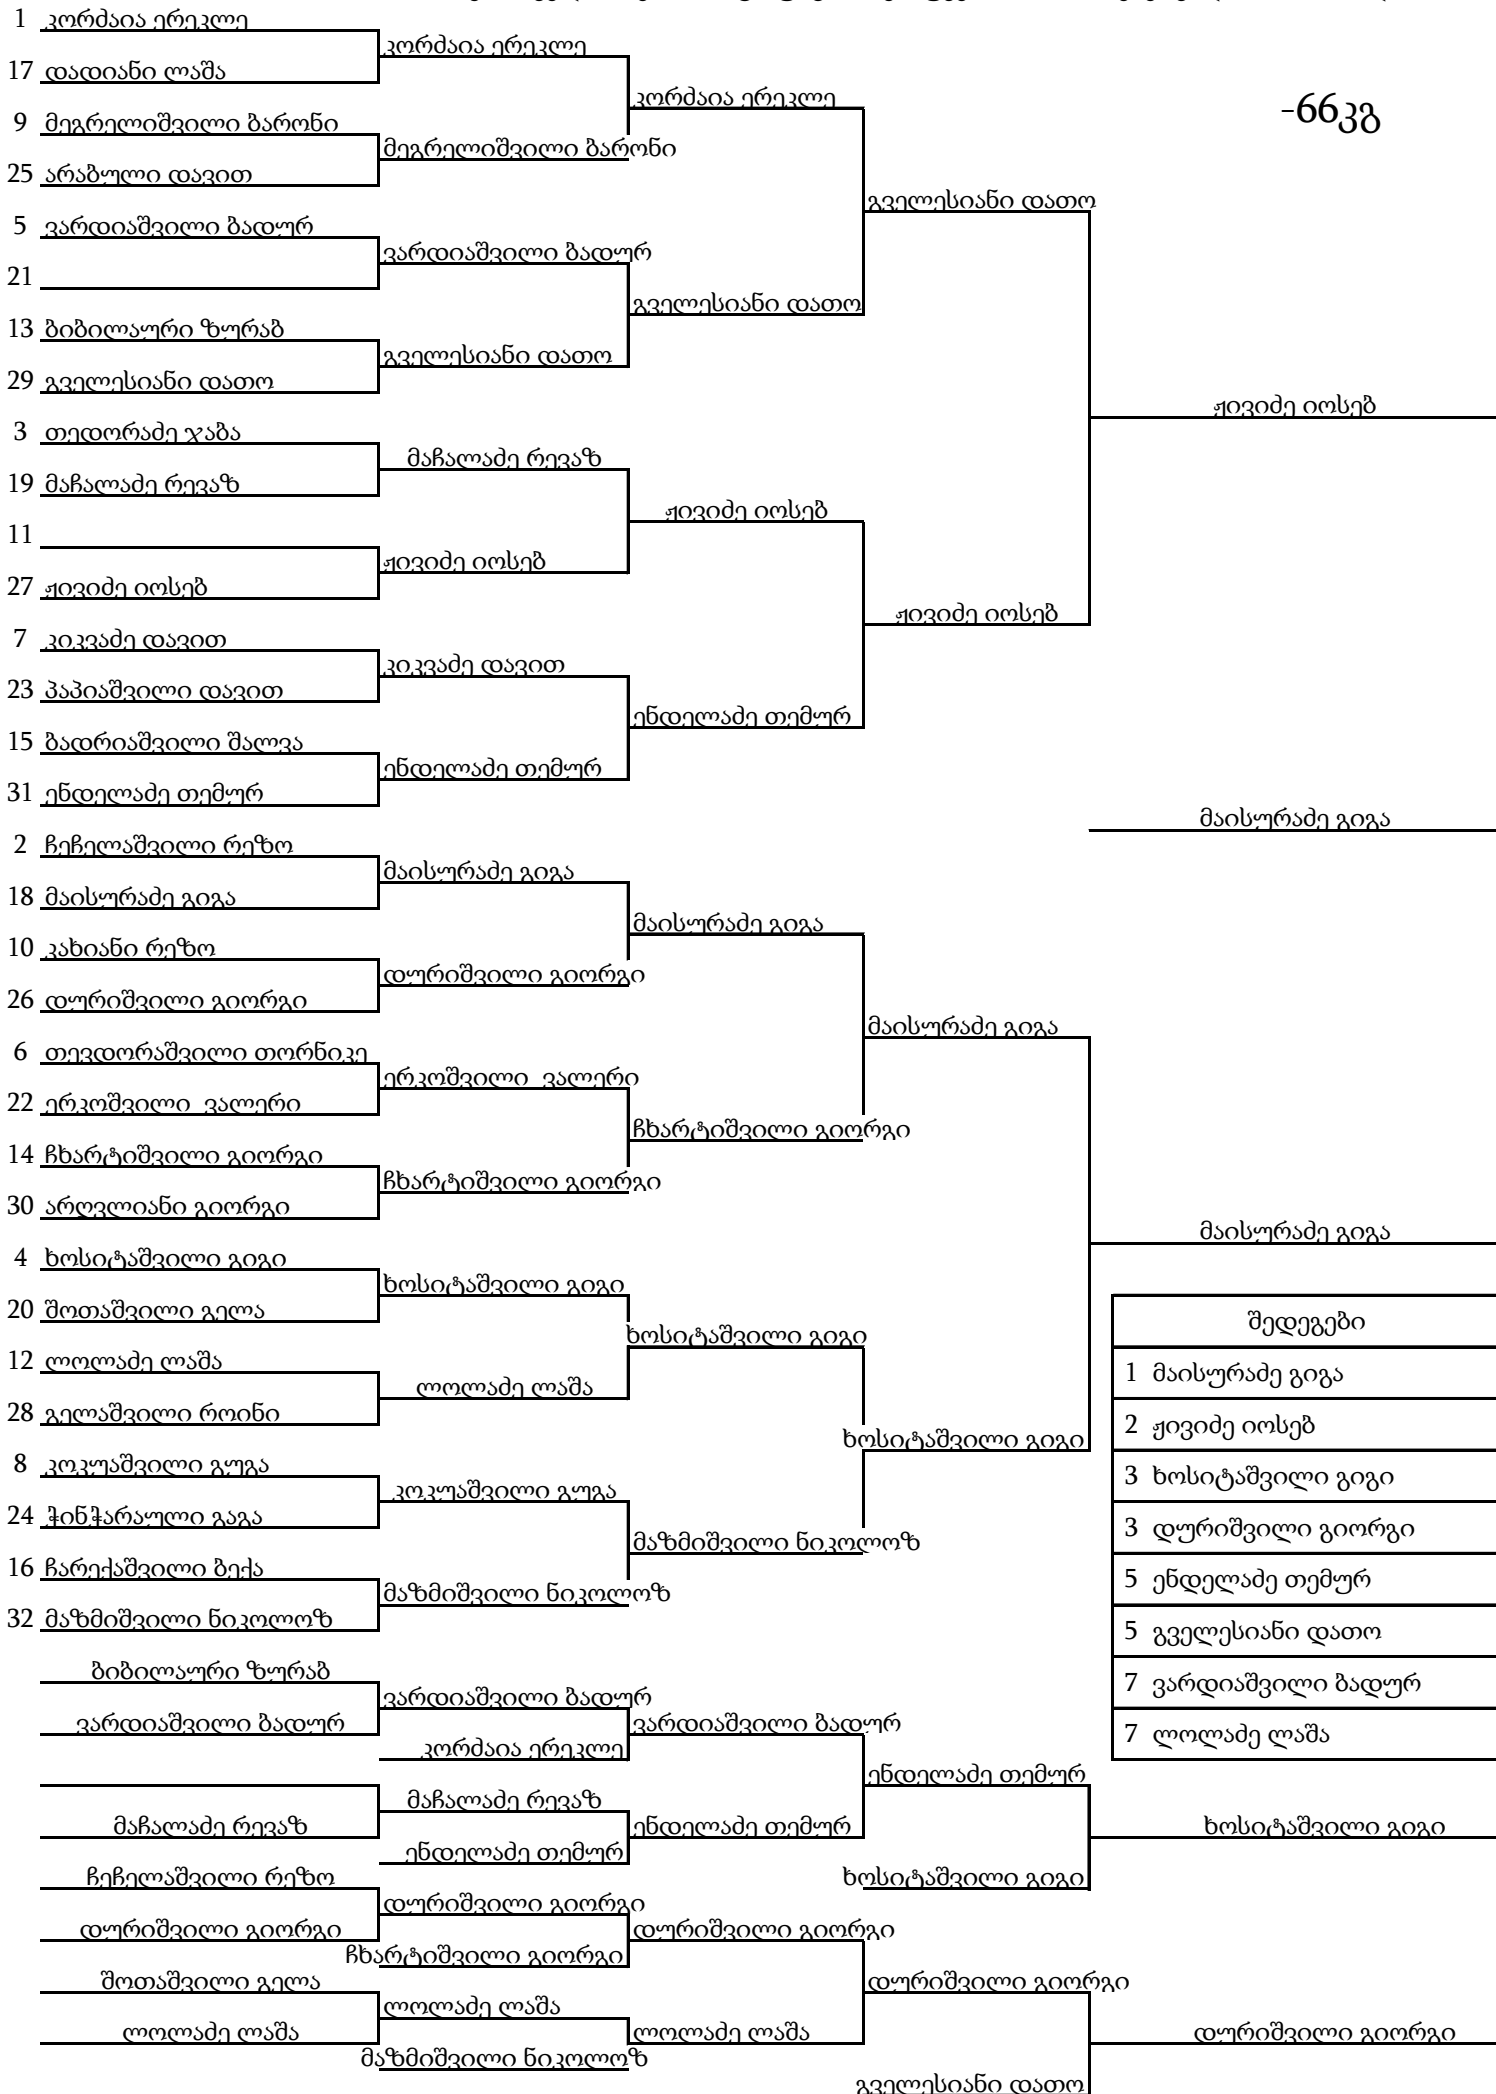 1 კორძაია ერეკლე
კორძაია ერეკლე
17 დადიანი ლაშა
კორძაია ერეკლე
-66კგ
9 მეგრელიშვილი ბარონი
მეგრელიშვილი ბარონი
25 არაბული დავით
გველესიანი დათო
5 ვარდიაშვილი ბადურ
ვარდიაშვილი ბადურ
21
გველესიანი დათო
13 ბიბილაური ზურაბ
გველესიანი დათო
29 გველესიანი დათო
ჟივიძე იოსებ
3 თედორაძე ჯაბა
მაჩალაძე რევაზ
19 მაჩალაძე რევაზ
ჟივიძე იოსებ
11
ჟივიძე იოსებ
27 ჟივიძე იოსებ
ჟივიძე იოსებ
7 კიკვაძე დავით
კიკვაძე დავით
23 პაპიაშვილი დავით
ენდელაძე თემურ
15 ბადრიაშვილი შალვა
ენდელაძე თემურ
31 ენდელაძე თემურ
მაისურაძე გიგა
2 ჩეჩელაშვილი რეზო
მაისურაძე გიგა
18 მაისურაძე გიგა
მაისურაძე გიგა
10 კახიანი რეზო
დურიშვილი გიორგი
26 დურიშვილი გიორგი
მაისურაძე გიგა
6 თევდორაშვილი თორნიკე
ერკოშვილი ვალერი
22 ერკოშვილი ვალერი
ჩხარტიშვილი გიორგი
14 ჩხარტიშვილი გიორგი
ჩხარტიშვილი გიორგი
30 არღვლიანი გიორგი
მაისურაძე გიგა
4 ხოსიტაშვილი გიგი
ხოსიტაშვილი გიგი
20 შოთაშვილი გელა
შედეგები
ხოსიტაშვილი გიგი
12 ლოლაძე ლაშა
1 მაისურაძე გიგა
ლოლაძე ლაშა
28 გელაშვილი როინი
2 ჟივიძე იოსებ
ხოსიტაშვილი გიგი
8 კოკუაშვილი გუგა
3 ხოსიტაშვილი გიგი
კოკუაშვილი გუგა
24 ჭინჭარაული გაგა
3 დურიშვილი გიორგი
მაზმიშვილი ნიკოლოზ
16 ჩარექაშვილი ბექა
5 ენდელაძე თემურ
მაზმიშვილი ნიკოლოზ
32 მაზმიშვილი ნიკოლოზ
5 გველესიანი დათო
ბიბილაური ზურაბ
7 ვარდიაშვილი ბადურ
ვარდიაშვილი ბადურ
ვარდიაშვილი ბადურ
ვარდიაშვილი ბადურ
7 ლოლაძე ლაშა
კორძაია ერეკლე
ენდელაძე თემურ
მაჩალაძე რევაზ
მაჩალაძე რევაზ
ენდელაძე თემურ
ხოსიტაშვილი გიგი
ენდელაძე თემურ
ჩეჩელაშვილი რეზო
ხოსიტაშვილი გიგი
დურიშვილი გიორგი
დურიშვილი გიორგი
დურიშვილი გიორგი
ჩხარტიშვილი გიორგი
შოთაშვილი გელა
დურიშვილი გიორგი
ლოლაძე ლაშა
ლოლაძე ლაშა
ლოლაძე ლაშა
დურიშვილი გიორგი
მაზმიშვილი ნიკოლოზ
გველესიანი დათო